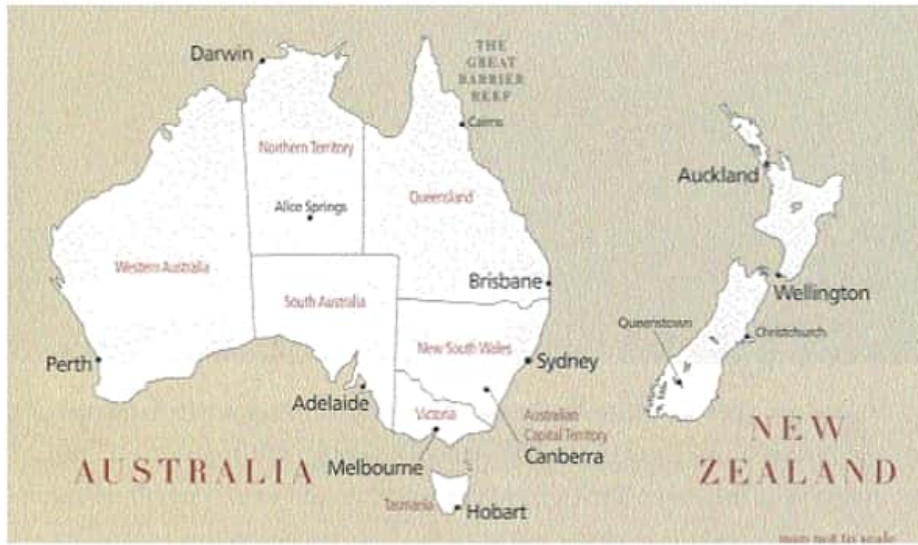 Darwin
THE
GREAT
BARRIER
REEF
Cairns
Northern Territory
Auckland
Alice Springs
Queensland
Western Australia
Brisbane
South Australia
Wellington
Queenstown
Christchurch
New South Wales
Sydney
Perth
Adelaide
Victoria
Australian
Capital Territory
Canberra
NEW
ZEALAND
AUSTRALIA
Melbourne
Tasmania
Hobart
map not to scale